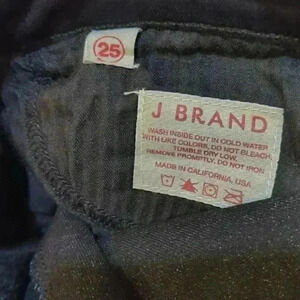 25
J BRAND
WASH INSIDE OUT IN COLD WATER
WITH LIKE COLORS. DO NOT BLEACH.
TUMBLE DRY LOW.
REMOVE PROMPTLY. DO NOT IRON
MADE IN CALIFORNIA, USA